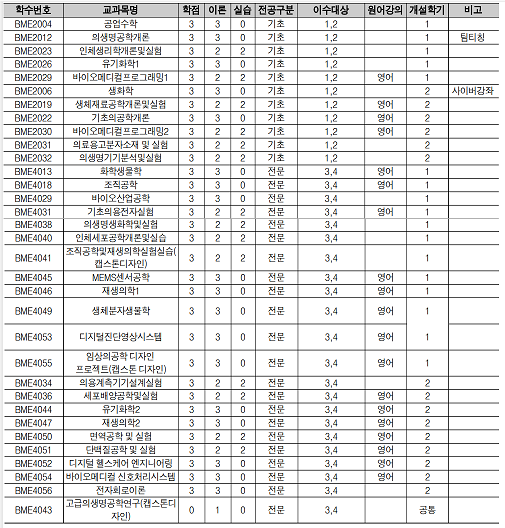 학수번호 교과목명 학점 이론 실습 전공구분 이수대상 원어강의 개설학기 비고
BME2004 공업수학 3 3 0 기초 1,2 1
BME2012 의생명공학개론 3 3 0 기초 1,2 1 팀티칭
BME2023 인체생리학개론및실험 3 2 2 기초 1,2 1
BME2026 유기화학1 3 3 0 기초 1,2 1
BME2029 바이오메디컬프로그래밍1 3 2 2 기초 1,2 영어 1
BME2006 생화학 3 3 0 기초 1,2 2 사이버강좌
BME2019 생체재료공학개론및실험 3 2 2 기초 1,2 영어 2
BME2022 기초의공학개론 3 3 0 기초 1,2 영어 2
BME2030 바이오메디컬프로그래밍2 3 2 2 기초 1,2 영어 2
BME2031 의료용고분자소재 및 실험 3 2 2 기초 1,2 2
BME2032 의생명기기분석및실험 3 2 2 기초 1,2 2
BME4013 화학생물학 3 3 0 전문 3,4 영어 1
BME4018 조직공학 3 3 0 전문 3,4 영어 1
BME4029 바이오산업공학 3 3 0 전문 3,4 1
BME4031 기초의용전자실험 3 2 2 전문 3,4 영어 1
BME4038 의생명생화학및실험 3 2 2 전문 3,4 1
BME4040 인체세포공학개론및실습 3 2 2 전문 3,4 1
BME4041 조직공학및재생의학실험실습(
캡스톤디자인) 3 2 2 전문 3,4 1
BME4045 MEMS센서공학 3 3 0 전문 3,4 영어 1
BME4046 재생의학1 3 3 0 전문 3,4 영어 1
BME4049 생체분자생물학 3 3 0 전문 3,4 영어 1
BME4053 디지털진단영상시스템 3 3 0 전문 3,4 영어 1
BME4055 임상의공학 디자인
프로젝트(캡스톤 디자인) 3 3 0 전문 3,4 영어 1
BME4034 의용계측기기설계실험 3 2 2 전문 3,4 2
BME4036 세포배양공학및실험 3 2 2 전문 3,4 영어 2
BME4044 유기화학2 3 3 0 전문 3,4 영어 2
BME4047 재생의학2 3 3 0 전문 3,4 영어 2
BME4050 면역공학 및 실험 3 2 2 전문 3,4 영어 2
BME4051 단백질공학 및 실험 3 2 2 전문 3,4 영어 2
BME4052 디지털 헬스케어 엔지니어링 3 3 0 전문 3,4 영어 2
BME4054 바이오메디컬 신호처리시스템 3 3 0 전문 3,4 영어 2
BME4056 전자회로이론 3 3 0 전문 3,4 2
BME4043 고급의생명공학연구(캡스톤디
자인) 0 1 0 전문 3,4 공통